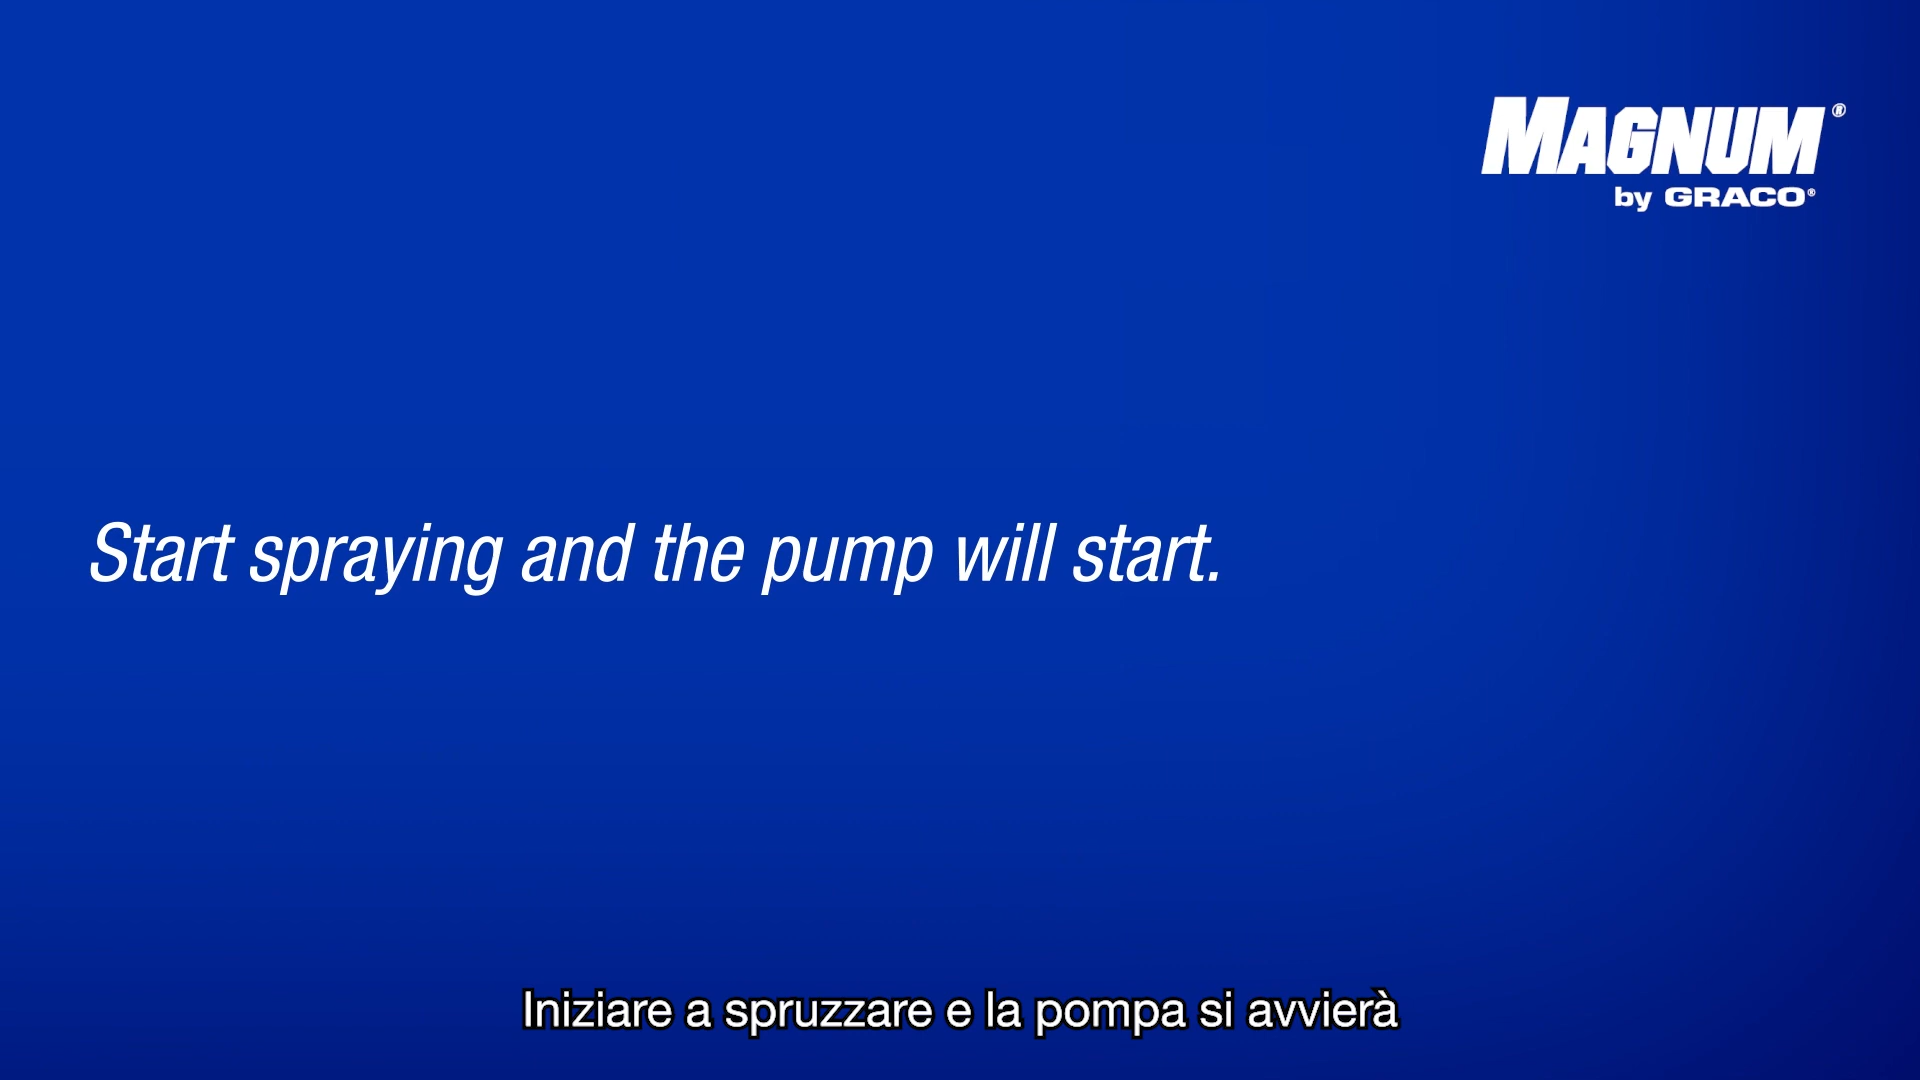 MAGNUM®
by GRACO®
Start spraying and the pump will start.
Iniziare a spruzzare e la pompa si avvierà